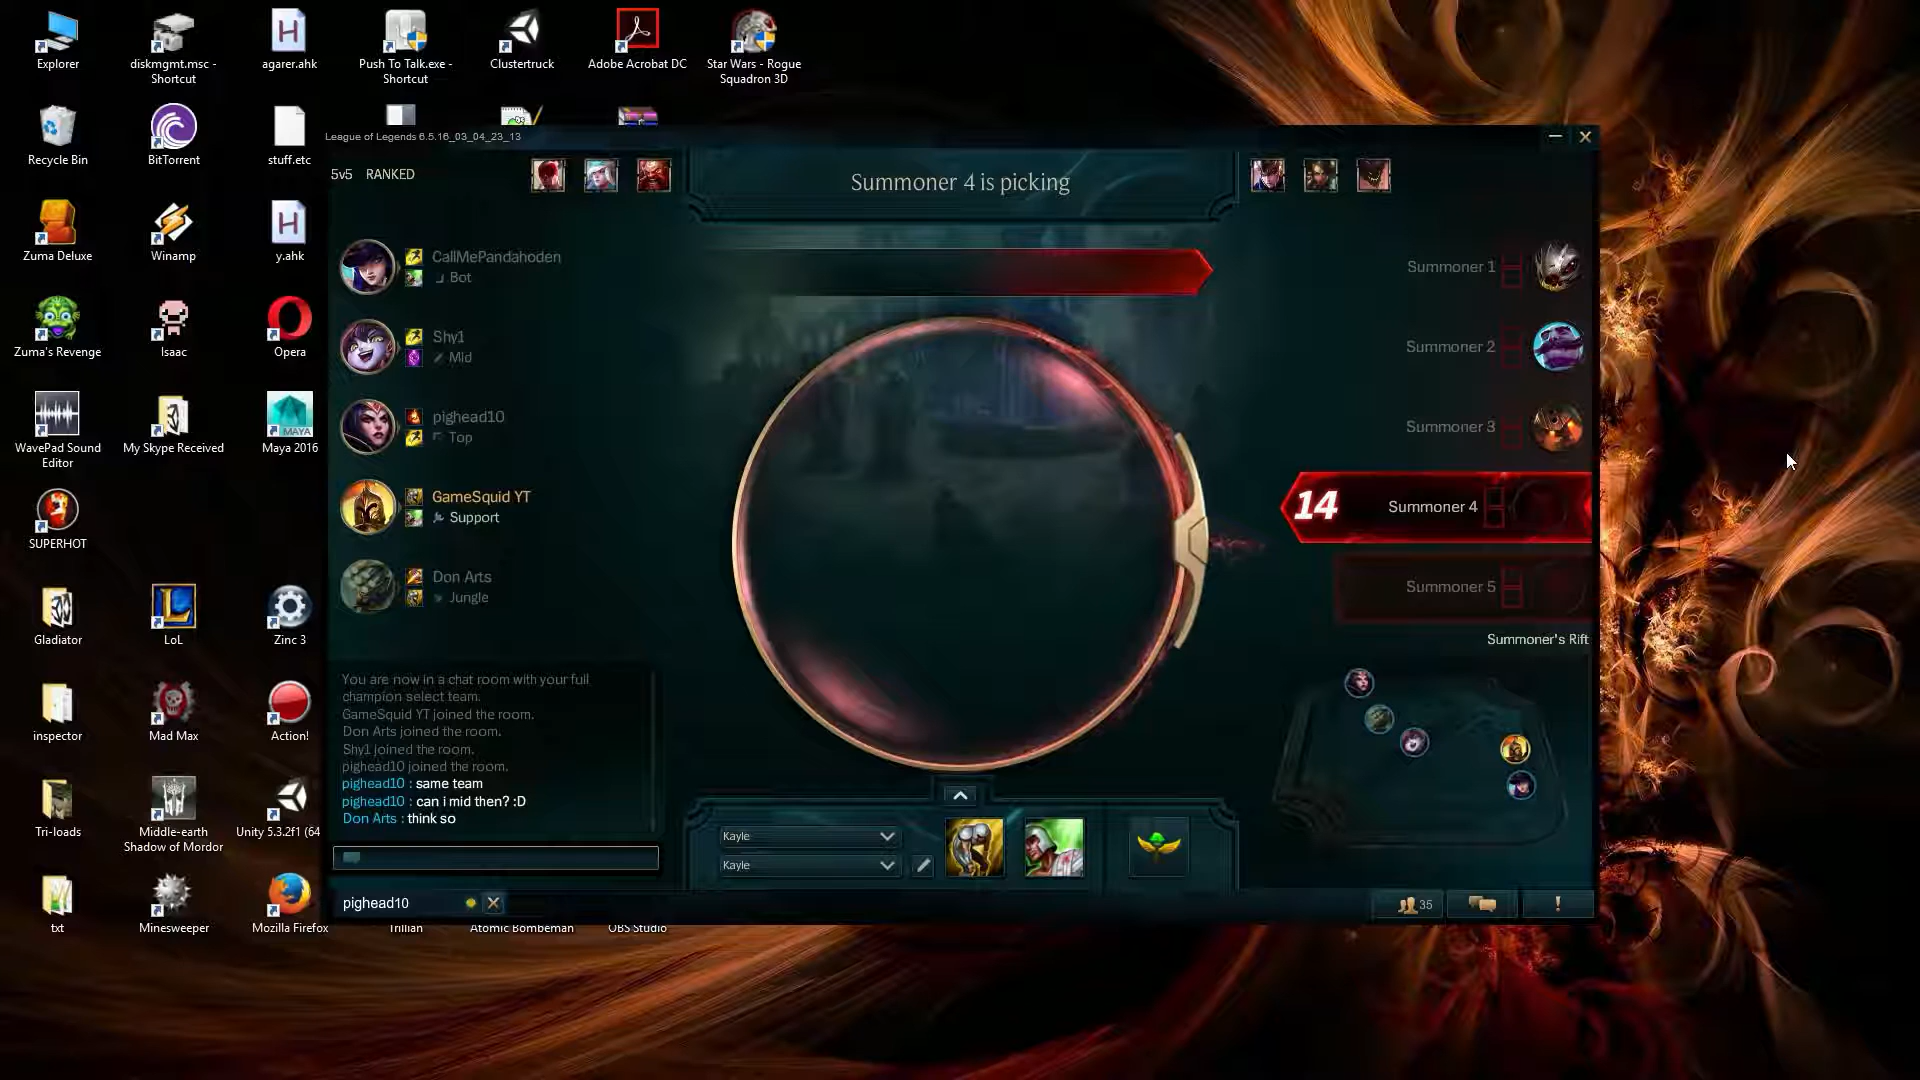 Explorer
diskmgmt.msc -
Shortcut
agarer.ahk
Push To Talk.exe -
Shortcut
Clustertruck
Adobe Acrobat DC
Star Wars - Rogue
Squadron 3D
Recycle Bin
BitTorrent
stuff.etc
Zuma Deluxe
Winamp
y.ahk
Zuma's Revenge
Isaac
Opera
WavePad Sound
Editor
My Skype Received
MAYA
Maya 2016
SUPERHOT
Gladiator
LoL
Zinc 3
inspector
Mad Max
Action!
Tri-loads
Middle-earth
Shadow of Mordor
Unity 5.3.2f1 (64
txt
Minesweeper
Mozilla Firefox
Trillian
Atomic Bombeman
OBS Studio
League of Legends 6.5.16_03_04_23_13
5v5 RANKED
Summoner 4 is picking
CallMePandahoden
Bot
Shy1
Mid
pighead10
Top
GameSquid YT
Support
Don Arts
Jungle
Summoner 1
Summoner 2
Summoner 3
14 Summoner 4
Summoner 5
Summoner's Rift
You are now in a chat room with your full
champion select team.
GameSquid YT joined the room.
Don Arts joined the room.
Shy1 joined the room.
pighead10 joined the room.
pighead10 : same team
pighead10 : can i mid then? :D
Don Arts : think so
Kayle
Kayle
pighead10
35